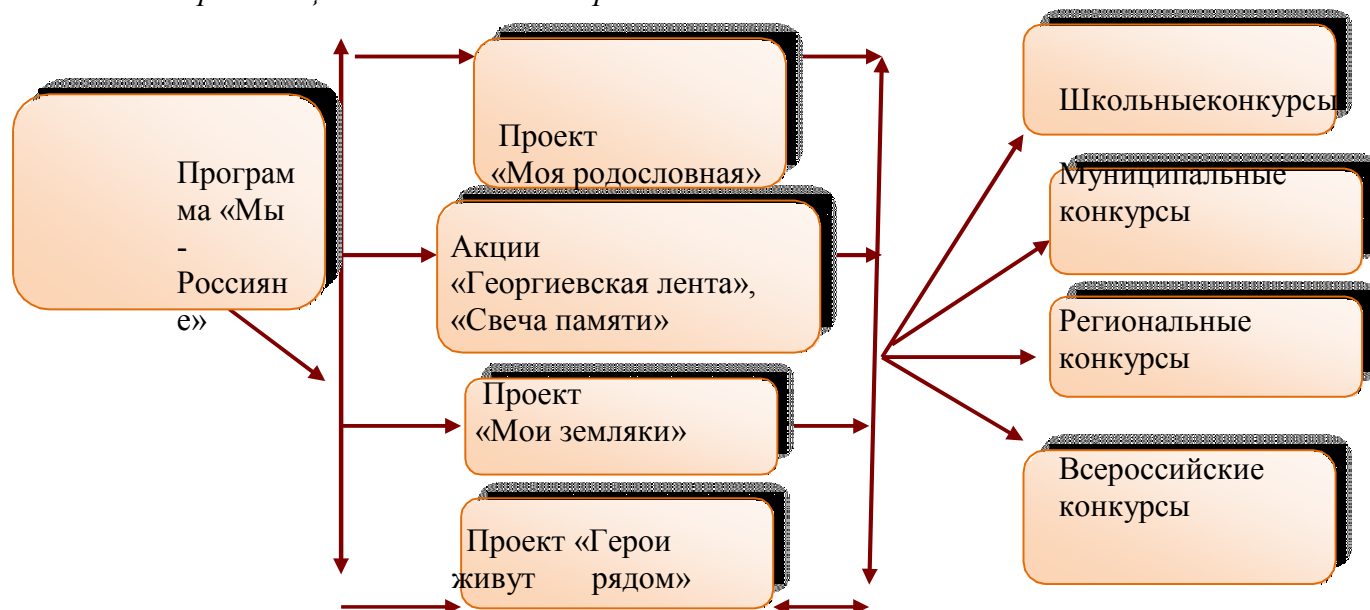 Програм
ма «Мы
-
Россиян
е»
Проект
«Моя родословная»
Акции
«Георгиевская лента»,
«Свеча памяти»
Проект
«Мои земляки»
Проект «Герои
живут рядом»
Школьныеконкурсы
Муниципальные
конкурсы
Региональные
конкурсы
Всероссийские
конкурсы